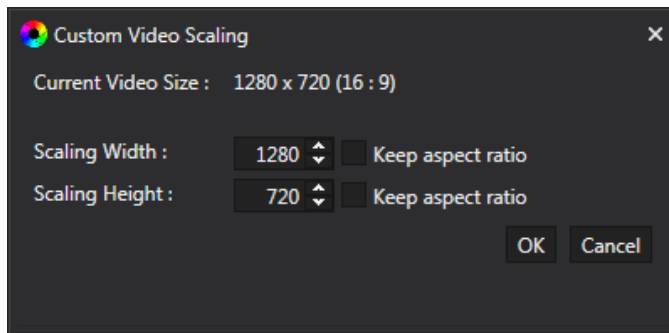 Custom Video Scaling
Current Video Size : 1280 x 720 (16 : 9)
Scaling Width : 1280 Keep aspect ratio
Scaling Height : 720 Keep aspect ratio
OK Cancel